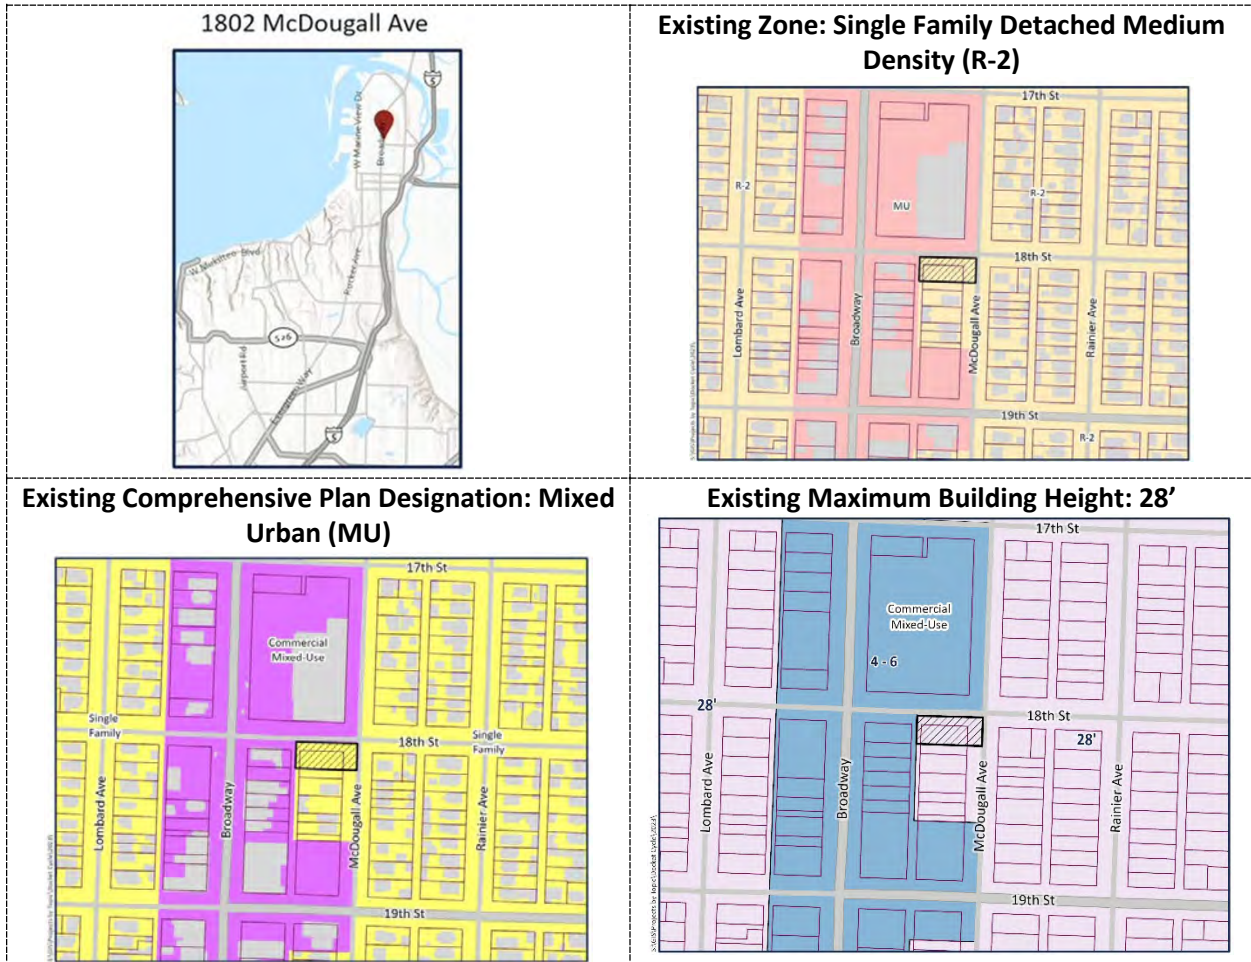 1802 McDougall Ave
W Marine View Dr
Broadway
5
W Mukilteo Blvd
Rucker Ave
526
Airport Rd
Evergreen Way
5
Existing Zone: Single Family Detached Medium
Density (R-2)
17th St
R-2
R-2
MU
18th St
Lombard Ave
Broadway
McDougall Ave
Rainier Ave
19th St
R-2
Existing Comprehensive Plan Designation: Mixed
Urban (MU)
17th St
Commercial
Mixed-Use
Single
Family
18th St
Single
Family
Lombard Ave
Broadway
McDougall Ave
Rainier Ave
19th St
Existing Maximum Building Height: 28’
17th St
Commercial
Mixed-Use
4 - 6
28'
18th St
28'
Lombard Ave
Broadway
McDougall Ave
Rainier Ave
19th St